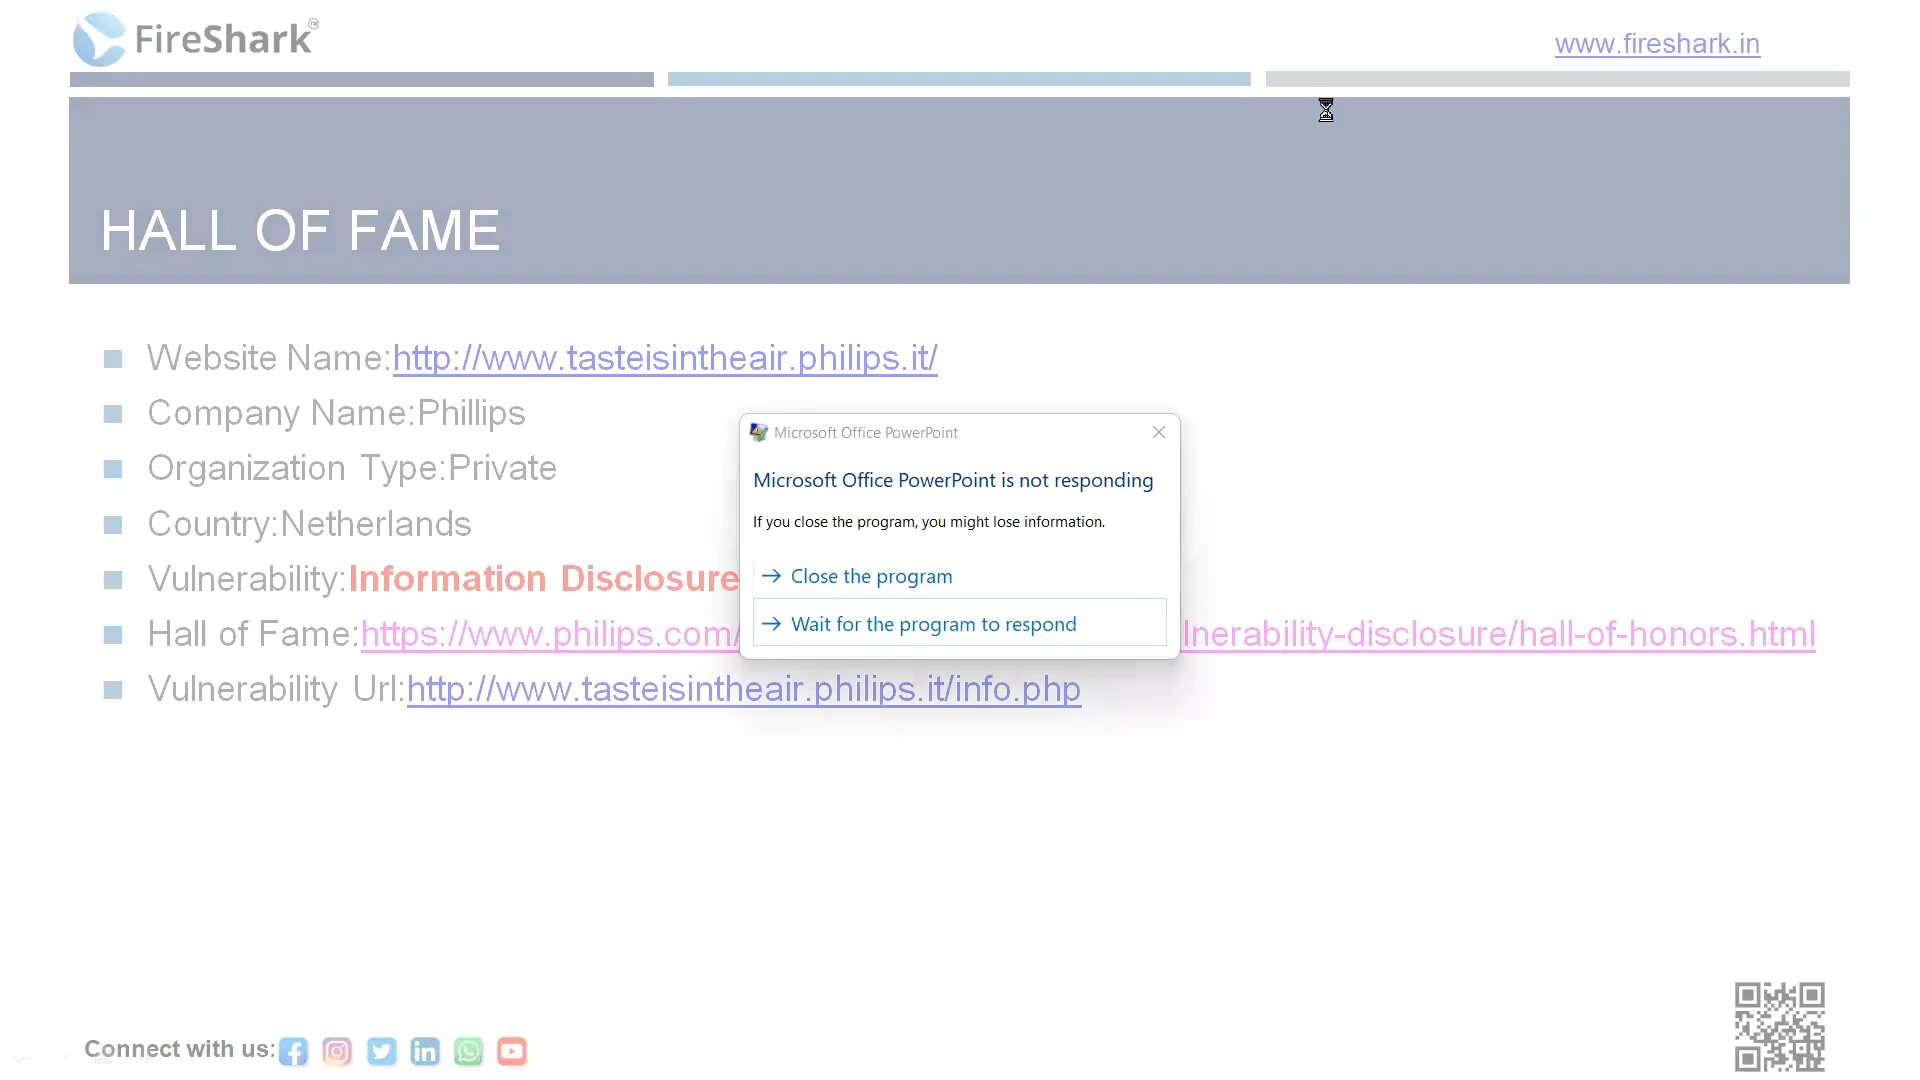 FireShark™
www.fireshark.in
HALL OF FAME
Website Name:http://www.tasteisintheair.philips.it/
Company Name:Phillips
Organization Type:Private
Country:Netherlands
Vulnerability:Information Disclosure
Hall of Fame:https://www.philips.com/ lnerability-disclosure/hall-of-honors.html
Vulnerability Url:http://www.tasteisintheair.philips.it/info.php
Microsoft Office PowerPoint
Microsoft Office PowerPoint is not responding
If you close the program, you might lose information.
Close the program
Wait for the program to respond
Connect with us: